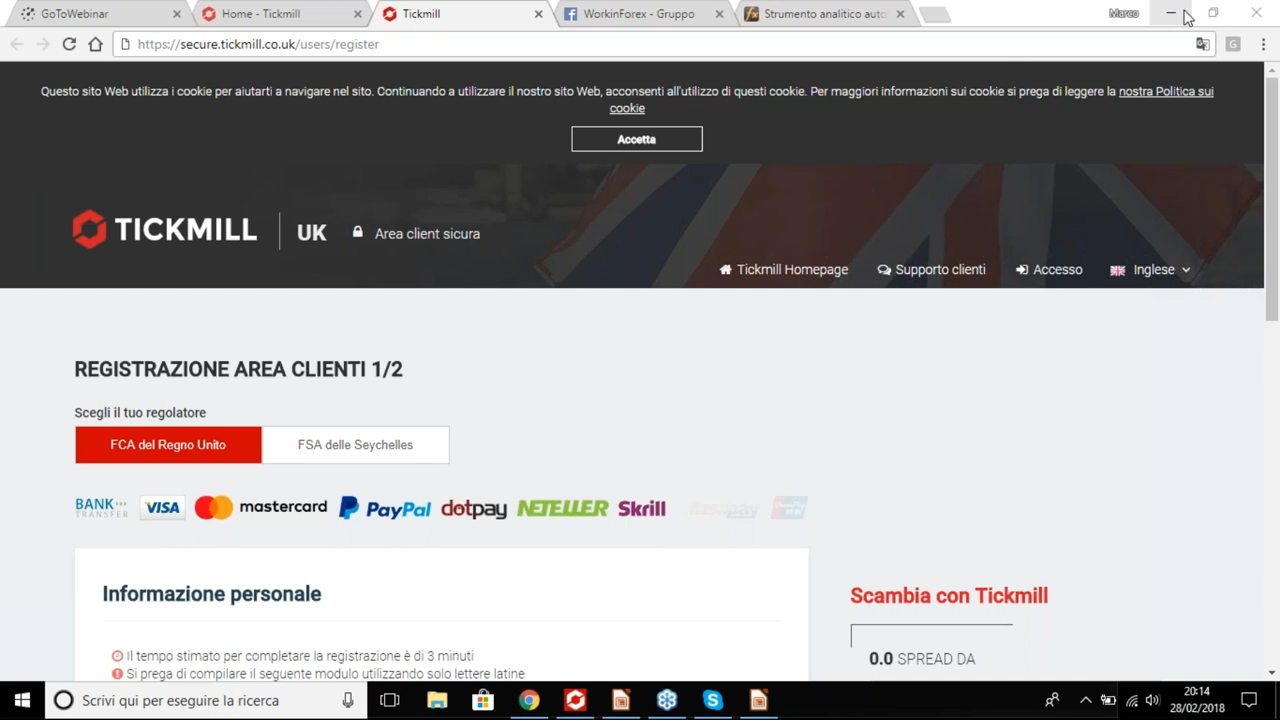 GoToWebinar
Home - Tickmill
Tickmill
WorkinForex - Gruppo
Strumento analitico auto
Marco
https://secure.tickmill.co.uk/users/register
Questo sito Web utilizza i cookie per aiutarti a navigare nel sito. Continuando a utilizzare il nostro sito Web, acconsenti all'utilizzo di questi cookie. Per maggiori informazioni sui cookie si prega di leggere la nostra Politica sui
cookie
Accetta
TICKMILL UK Area client sicura
Tickmill Homepage Supporto clienti Accesso Inglese
REGISTRAZIONE AREA CLIENTI 1/2
Scegli il tuo regolatore
FCA del Regno Unito FSA delle Seychelles
BANK TRANSFER VISA mastercard PayPal dotpay NETELLER Skrill
Informazione personale
Il tempo stimato per completare la registrazione è di 3 minuti
Si prega di compilare il seguente modulo utilizzando solo lettere latine
Scambia con Tickmill
0.0 SPREAD DA
Scrivi qui per eseguire la ricerca
20:14
28/02/2018